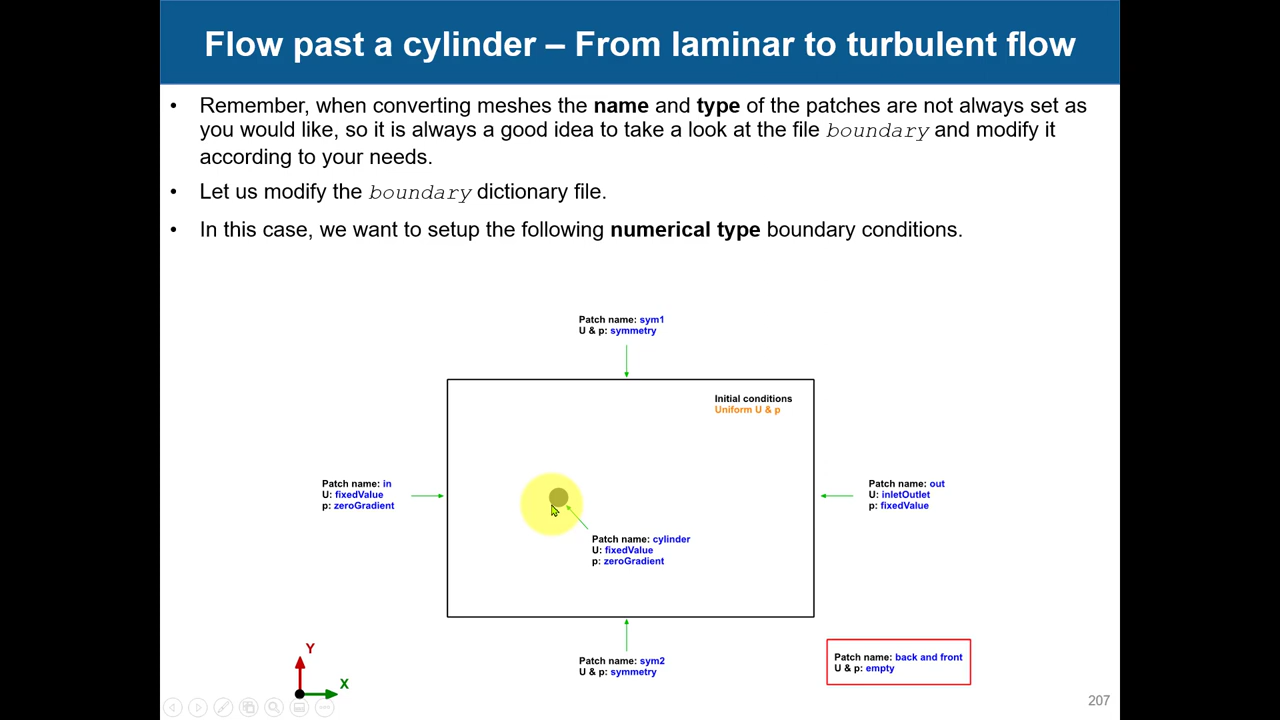 Flow past a cylinder – From laminar to turbulent flow
• Remember, when converting meshes the name and type of the patches are not always set as
you would like, so it is always a good idea to take a look at the file boundary and modify it
according to your needs.
• Let us modify the boundary dictionary file.
• In this case, we want to setup the following numerical type boundary conditions.
Patch name: sym1
U & p: symmetry
Initial conditions
Uniform U & p
Patch name: in
U: fixedValue
p: zeroGradient
Patch name: out
U: inletOutlet
p: fixedValue
Patch name: cylinder
U: fixedValue
p: zeroGradient
Patch name: sym2
U & p: symmetry
Patch name: back and front
U & p: empty
Y
X
207